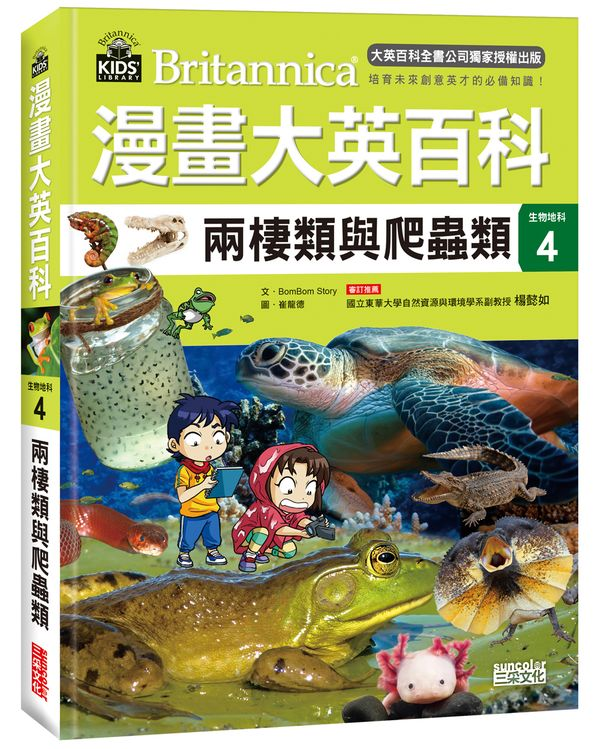 Britannica
KIDS'
LIBRARY
漫畫大英百科
生物地科
4
兩棲類與爬蟲類
suncolor
三采文化
Britannica®
大英百科全書公司獨家授權出版
培育未來創意英才的必備知識！
漫畫大英百科
兩棲類與爬蟲類
生物地科
4
文‧BomBom Story
圖‧崔龍德
審訂推薦
國立東華大學自然資源與環境學系副教授 楊懿如
suncolor
三采文化